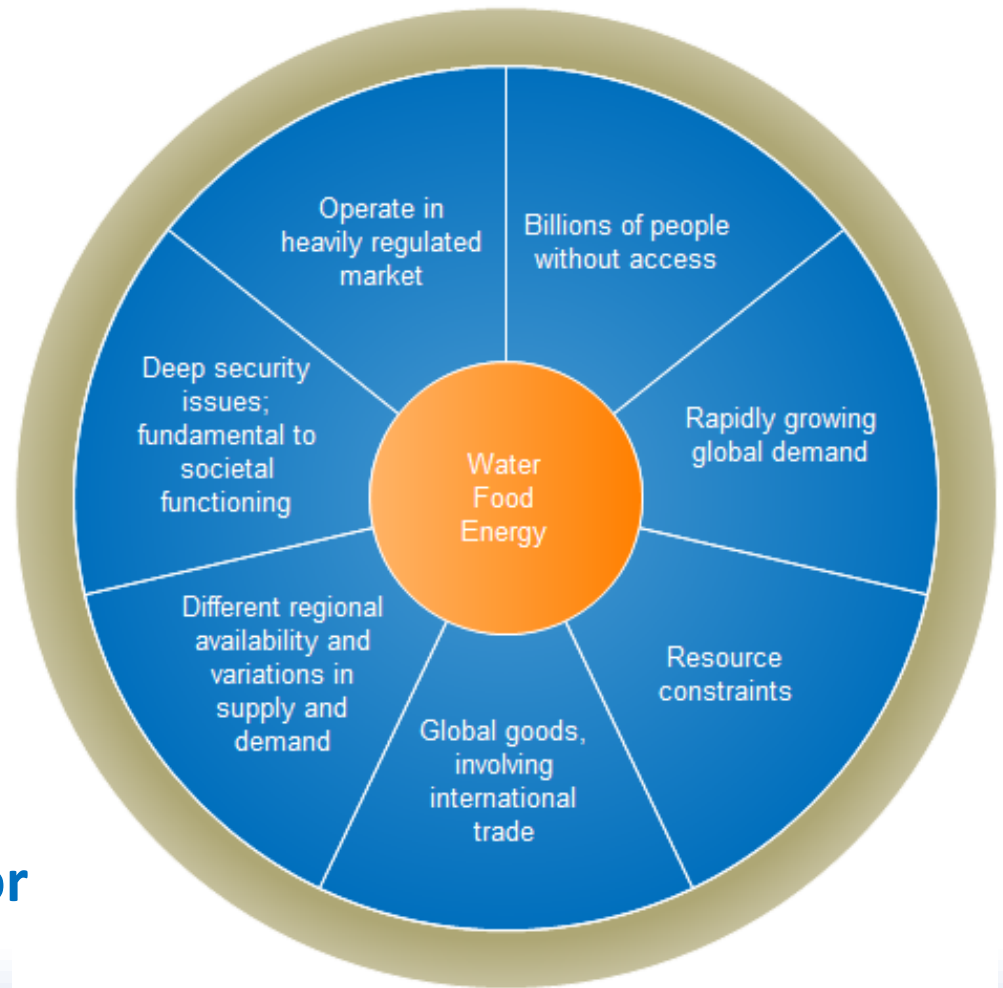 Operate in
heavily regulated
market
Billions of people
without access
Deep security
issues;
fundamental to
societal
functioning
Rapidly growing
global demand
Water
Food
Energy
Different regional
availability and
variations in
supply and
demand
Resource
constraints
Global goods,
involving
international
trade